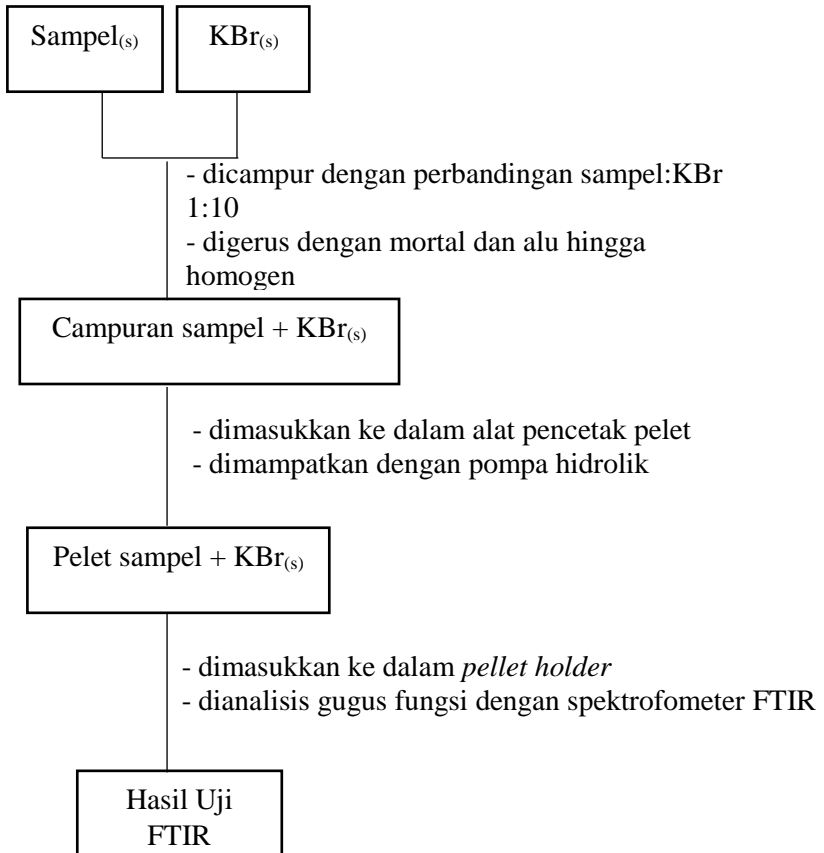 Sampel(s)
KBr(s)
- dicampur dengan perbandingan sampel:KBr
1:10
- digerus dengan mortal dan alu hingga
homogen
Campuran sampel + KBr(s)
- dimasukkan ke dalam alat pencetak pelet
- dimampatkan dengan pompa hidrolik
Pelet sampel + KBr(s)
- dimasukkan ke dalam pellet holder
- dianalisis gugus fungsi dengan spektrofometer FTIR
Hasil Uji
FTIR